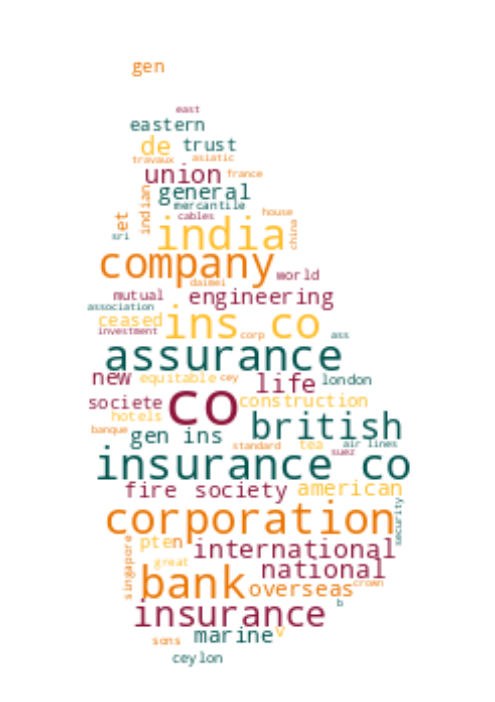 gen
east
eastern
de trust
travaux asiatic
union france
indian general
mercantile
et cables house
sri india china
company world
daimei
mutual engineering
association
ceased ins co
investment corp ass
assurance
new equitable cey life london
societe co construction
hotels
banque gen ins british
standard tea air lines
suez
insurance co
fire society american
corporation security
pten international
great national
singapore bank overseas crown
insurance b
marine v
sons
ceylon